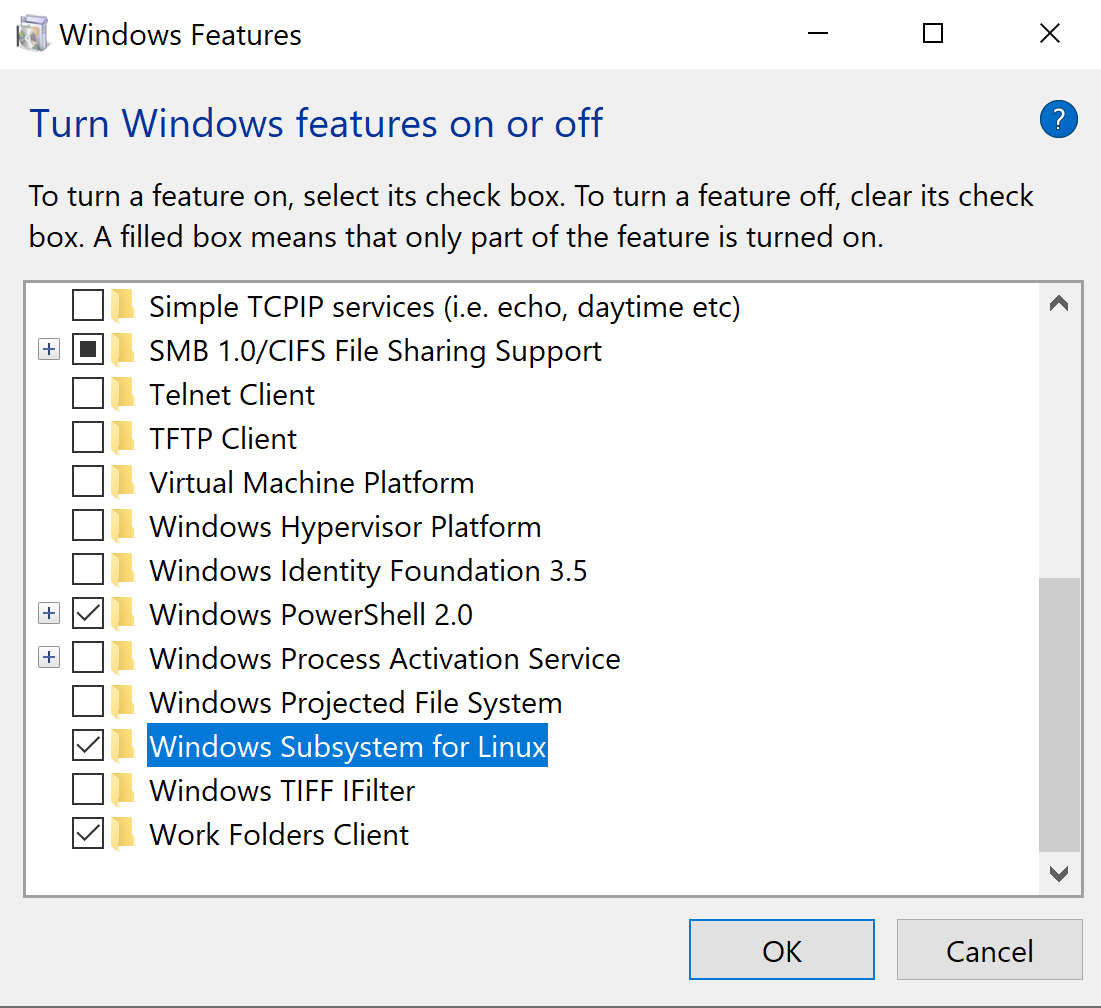 Windows Features
Turn Windows features on or off
?
To turn a feature on, select its check box. To turn a feature off, clear its check
box. A filled box means that only part of the feature is turned on.
Simple TCPIP services (i.e. echo, daytime etc)
SMB 1.0/CIFS File Sharing Support
Telnet Client
TFTP Client
Virtual Machine Platform
Windows Hypervisor Platform
Windows Identity Foundation 3.5
Windows PowerShell 2.0
Windows Process Activation Service
Windows Projected File System
Windows Subsystem for Linux
Windows TIFF IFilter
Work Folders Client
OK Cancel